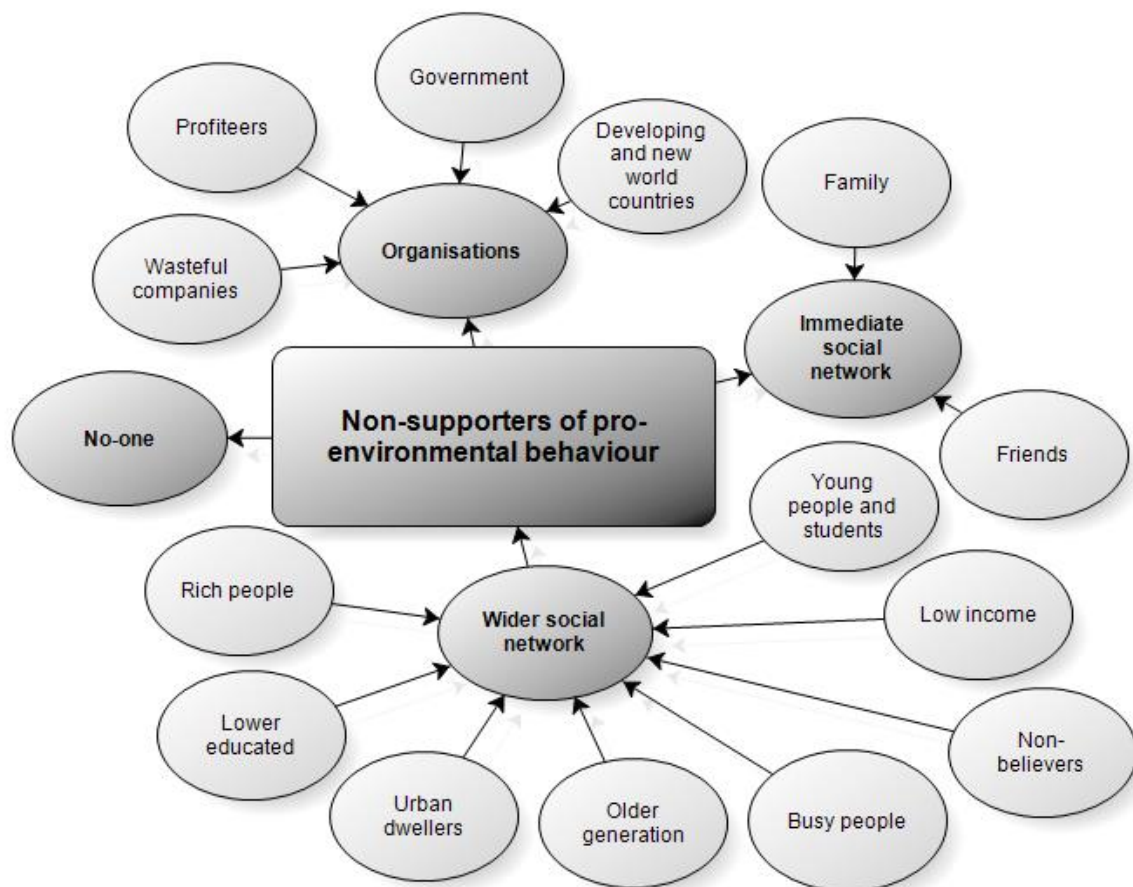 Government
Profiteers
Developing
and new
world
countries
Family
Organisations
Wasteful
companies
Immediate
social
network
No-one
Non-supporters of pro-
environmental behaviour
Friends
Young
people and
students
Rich people
Wider social
network
Low income
Lower
educated
Non-
believers
Urban
dwellers
Older
generation
Busy people